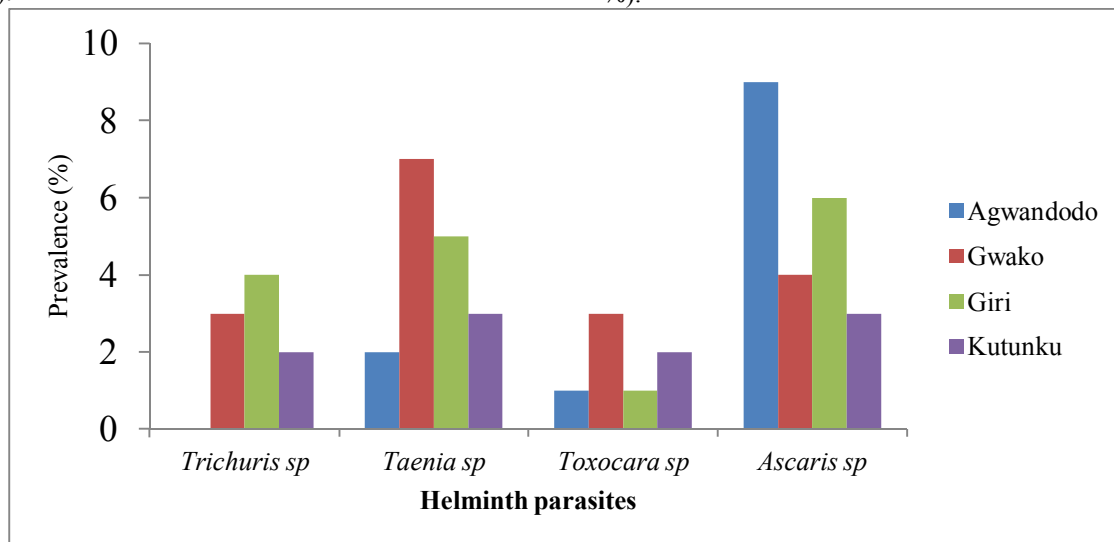 %).
10
8
6
4
2
0
Prevalence (%)
Trichuris sp
Taenia sp
Toxocara sp
Ascaris sp
Helminth parasites
Agwandodo
Gwako
Giri
Kutunku